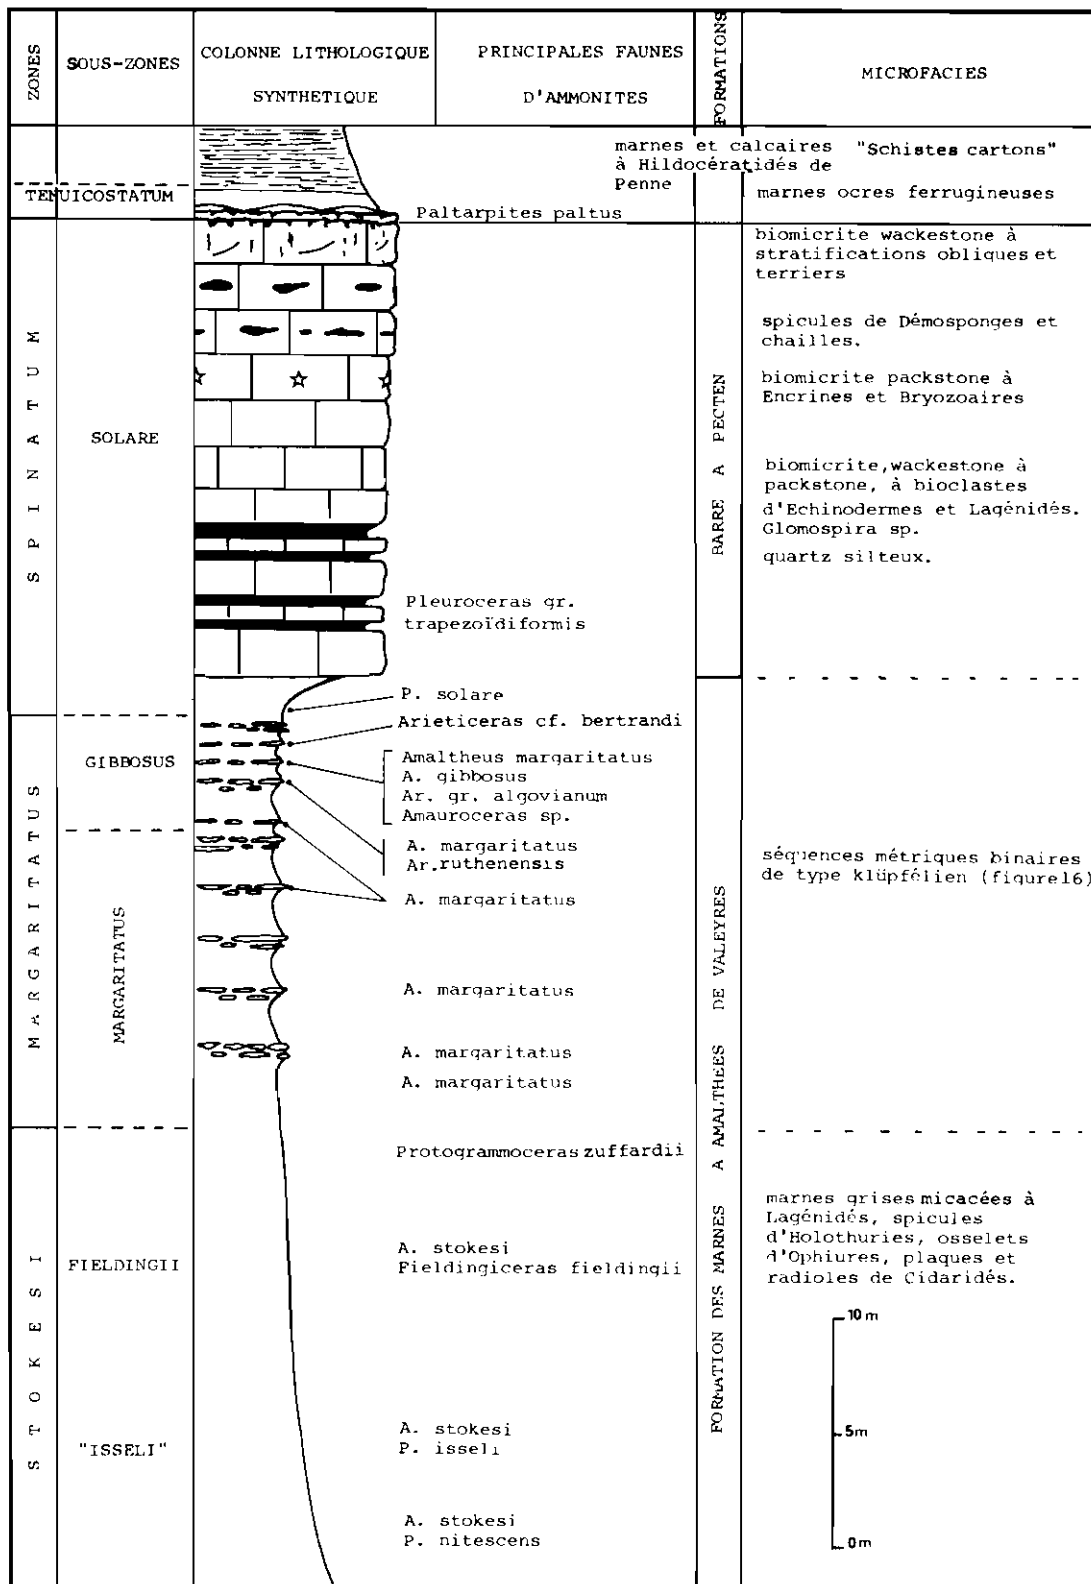 ZONES
SOUS-ZONES
COLONNE LITHOLOGIQUE
SYNTHETIQUE
PRINCIPALES FAUNES
D'AMMONITES
FORMATIONS
MICROFACIES
marnes et calcaires
à Hildocératidés de
Penne
"Schistes cartons"
TENUICOSTATUM
marnes ocres ferrugineuses
Paltarpites paltus
SPINATUM
SOLARE
BARRE A PECTEN
biomicrite wackestone à
stratifications obliques et
terriers
spicules de Démosponges et
chailles.
biomicrite packstone à
Encrines et Bryozoaires
biomicrite,wackestone à
packstone, à bioclastes
d'Echinodermes et Lagénidés.
Glomospira sp.
quartz silteux.
Pleuroceras gr.
trapezoïdiformis
P. solare
Arieticeras cf. bertrandi
MARGARITATUS
GIBBOSUS
Amaltheus margaritatus
A. gibbosus
Ar. gr. algovianum
Amauroceras sp.
A. margaritatus
Ar.ruthenensis
A. margaritatus
MARGARITATUS
A. margaritatus
A. margaritatus
A. margaritatus
FORMATION DES MARNES A AMALTHEES DE VALEYRES
séquences métriques binaires
de type klüpfélien (figure16)
STOKESI
Protogrammoceras zuffardii
FIELDINGII
A. stokesi
Fieldingiceras fieldingii
marnes grises micacées à
Lagénidés, spicules
d'Holothuries, osselets
d'Ophiures, plaques et
radioles de Cidaridés.
"ISSELI"
A. stokesi
P. isseli
A. stokesi
P. nitescens
10m
5m
0m